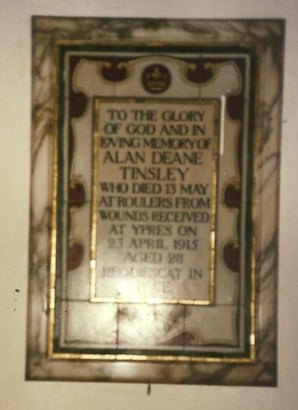 TO THE GLORY
OF GOD AND IN
LOVING MEMORY OF
ALAN DEANE
TINSLEY
WHO DIED 13 MAY
AT ROULERS FROM
WOUNDS RECEIVED
AT YPRES ON
23 APRIL 1915
AGED 28
REQUIESCAT IN
PACE